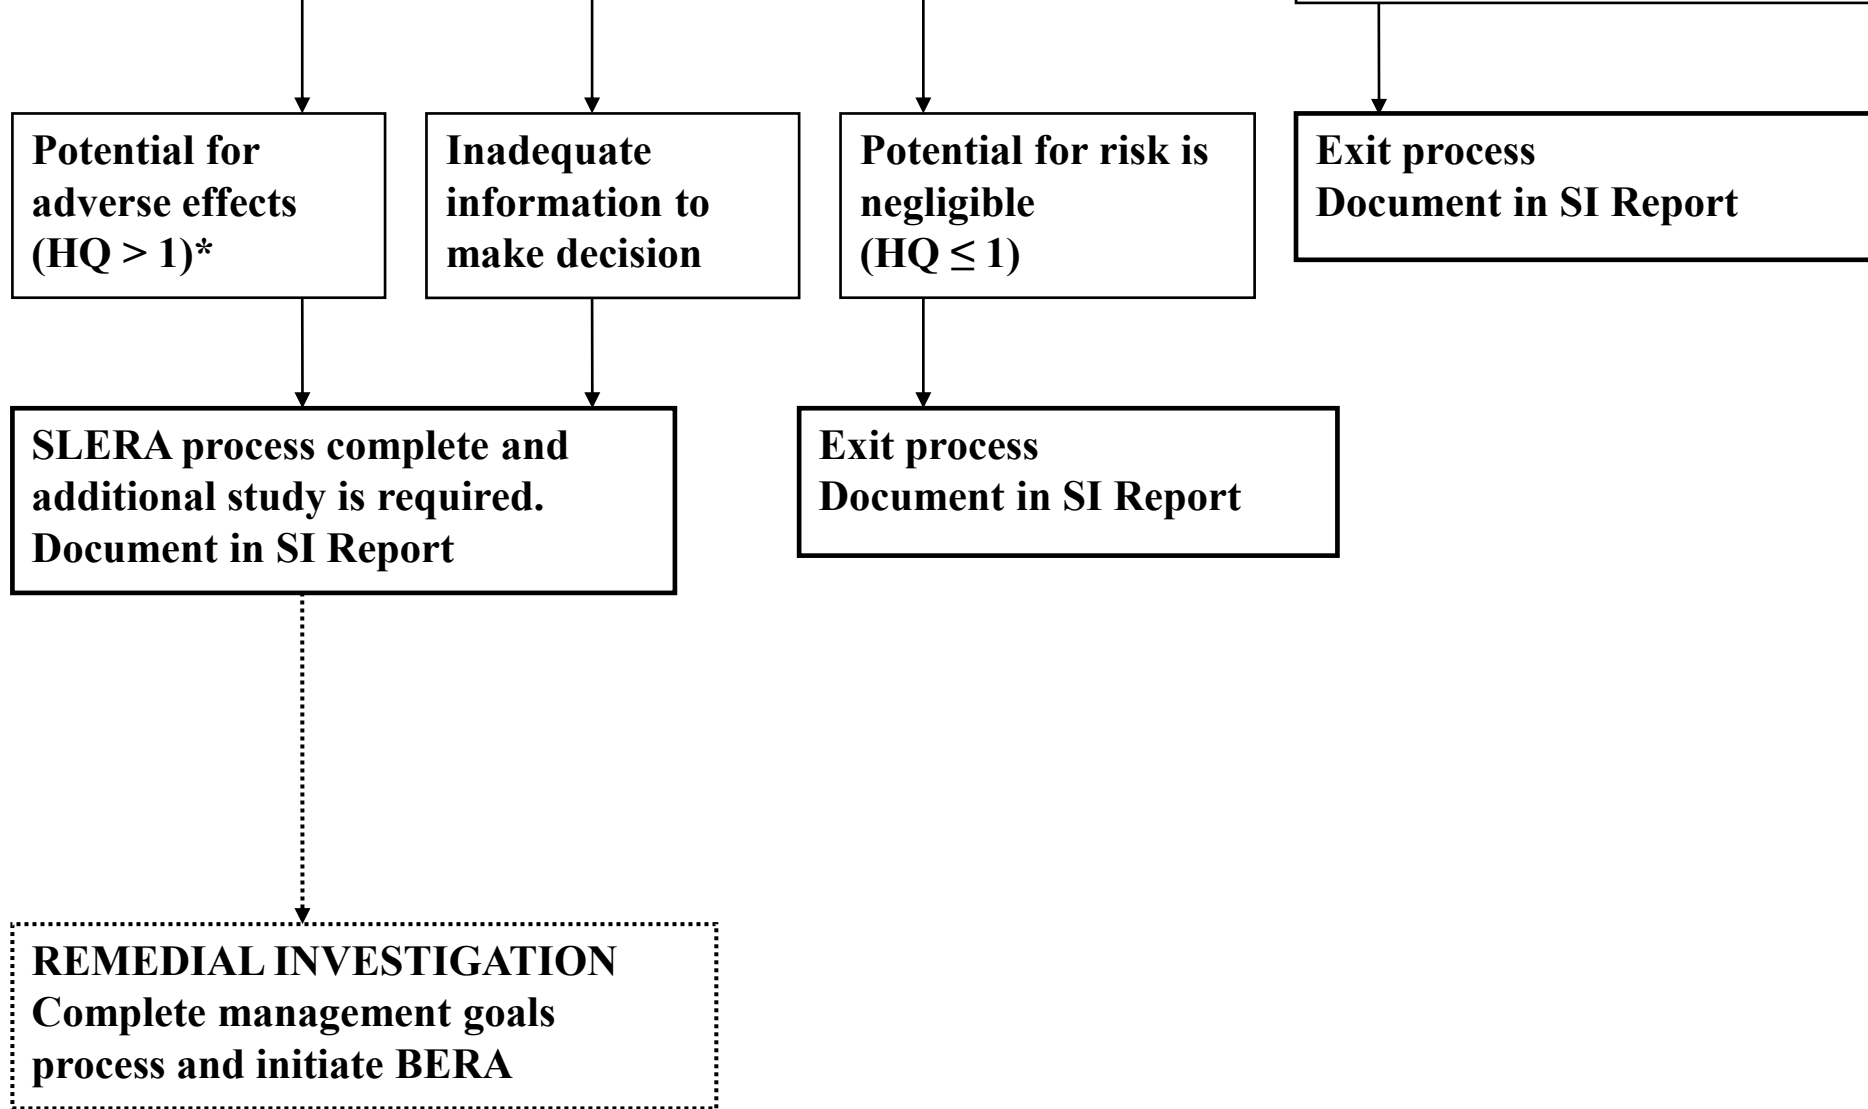 Potential for
adverse effects
(HQ > 1)*
Inadequate
information to
make decision
Potential for risk is
negligible
(HQ ≤ 1)
Exit process
Document in SI Report
SLERA process complete and
additional study is required.
Document in SI Report
Exit process
Document in SI Report
REMEDIAL INVESTIGATION
Complete management goals
process and initiate BERA